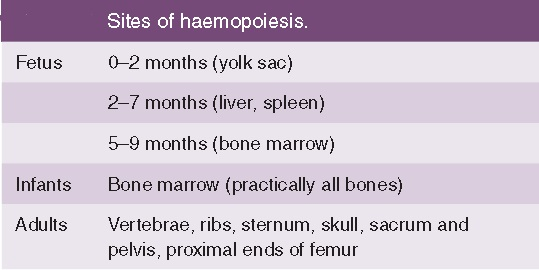 Sites of haemopoiesis.
Fetus 0–2 months (yolk sac)
2–7 months (liver, spleen)
5–9 months (bone marrow)
Infants Bone marrow (practically all bones)
Adults Vertebrae, ribs, sternum, skull, sacrum and
pelvis, proximal ends of femur